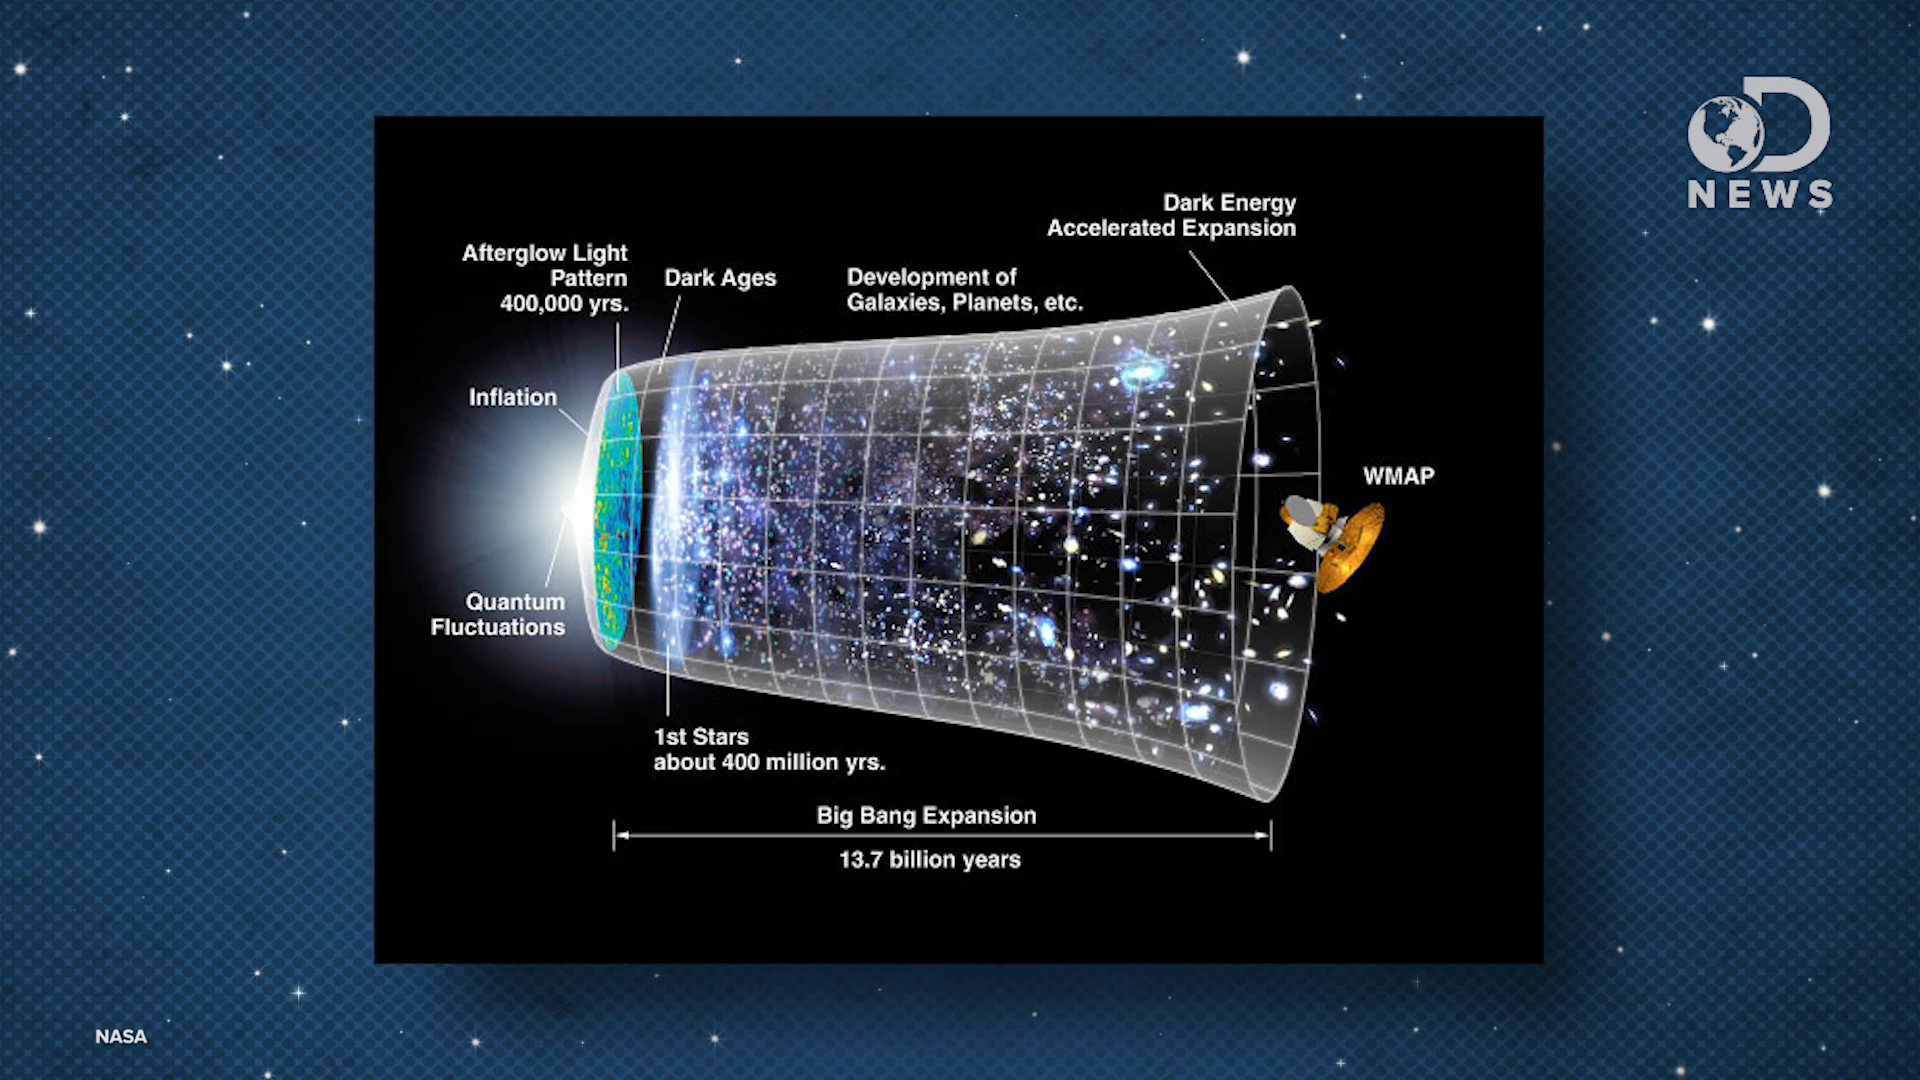 D
NEWS
Dark Energy
Accelerated Expansion
Afterglow Light
Pattern
400,000 yrs.
Dark Ages
Development of
Galaxies, Planets, etc.
Inflation
WMAP
Quantum
Fluctuations
1st Stars
about 400 million yrs.
Big Bang Expansion
13.7 billion years
NASA